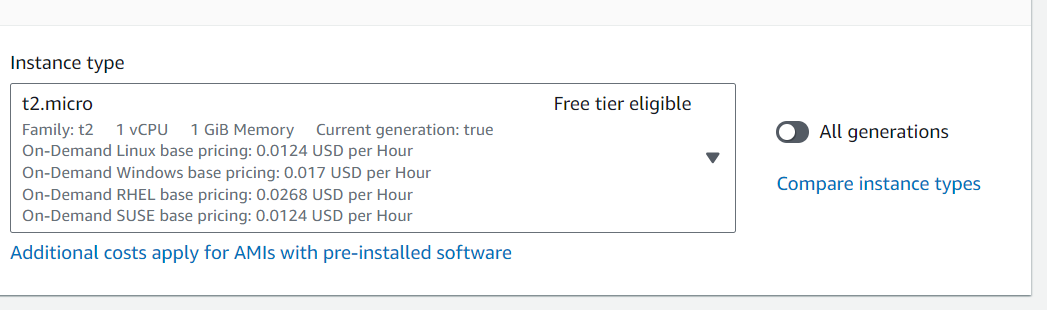 Instance type
t2.micro Free tier eligible
Family: t2 1 vCPU 1 GiB Memory Current generation: true
On-Demand Linux base pricing: 0.0124 USD per Hour
On-Demand Windows base pricing: 0.017 USD per Hour
On-Demand RHEL base pricing: 0.0268 USD per Hour
On-Demand SUSE base pricing: 0.0124 USD per Hour
All generations
Compare instance types
Additional costs apply for AMIs with pre-installed software